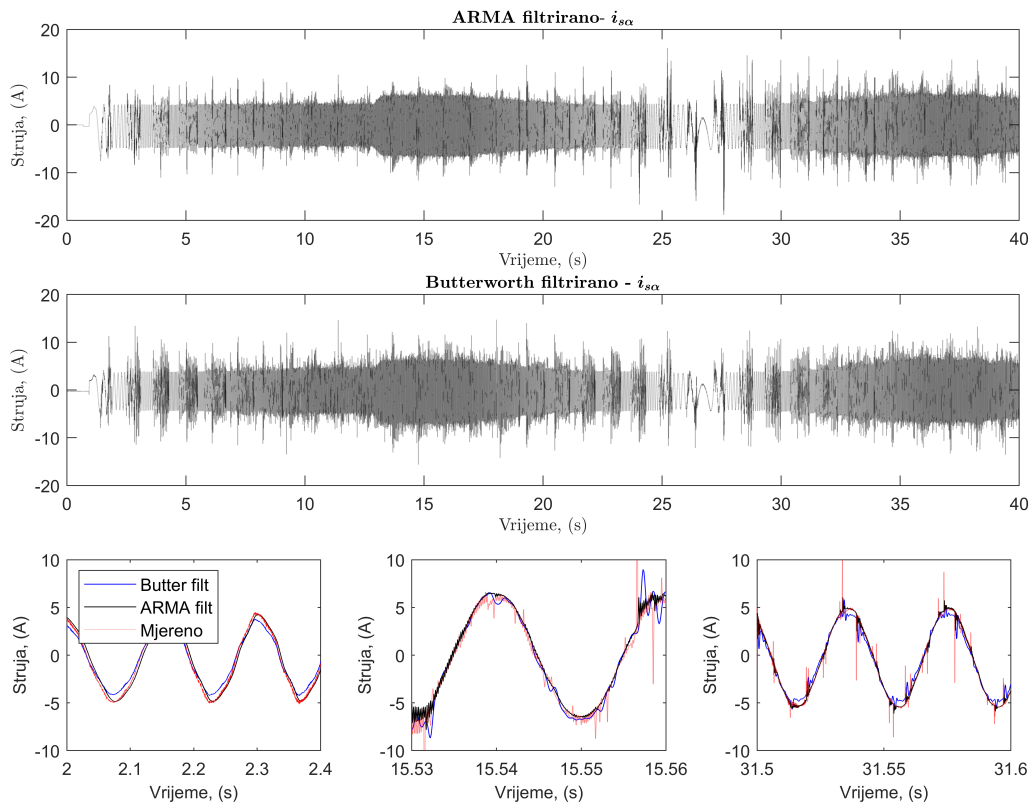 ARMA filtrirano- isα
20
10
0
-10
-20
Struja, (A)
0 5 10 15 20 25 30 35 40
Vrijeme, (s)
Butterworth filtrirano - isα
20
10
0
-10
-20
Struja, (A)
0 5 10 15 20 25 30 35 40
Vrijeme, (s)
10
5
0
-5
-10
Struja, (A)
Butter filt
ARMA filt
Mjereno
2 2.1 2.2 2.3 2.4
Vrijeme, (s)
10
5
0
-5
-10
Struja, (A)
15.53 15.54 15.55 15.56
Vrijeme, (s)
10
5
0
-5
-10
Struja, (A)
31.5 31.55 31.6
Vrijeme, (s)